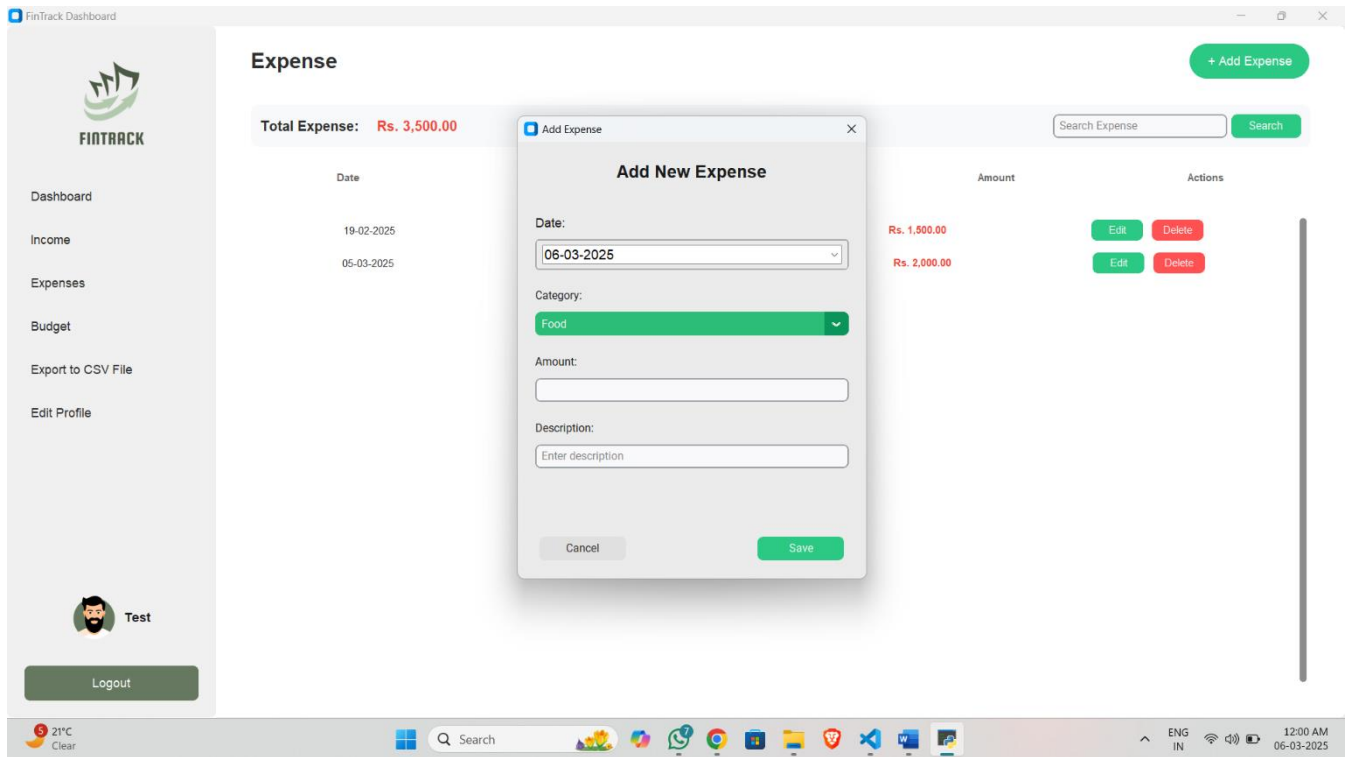 FinTrack Dashboard
FINTRACK
Dashboard
Income
Expenses
Budget
Export to CSV File
Edit Profile
Test
Logout
Expense
+ Add Expense
Total Expense: Rs. 3,500.00
Search Expense
Search
Date
Amount
Actions
19-02-2025
Rs. 1,500.00
Edit
Delete
05-03-2025
Rs. 2,000.00
Edit
Delete
Add Expense
Add New Expense
Date:
06-03-2025
Category:
Food
Amount:
Description:
Enter description
Cancel
Save
5
21°C
Clear
Search
ENG
IN
12:00 AM
06-03-2025